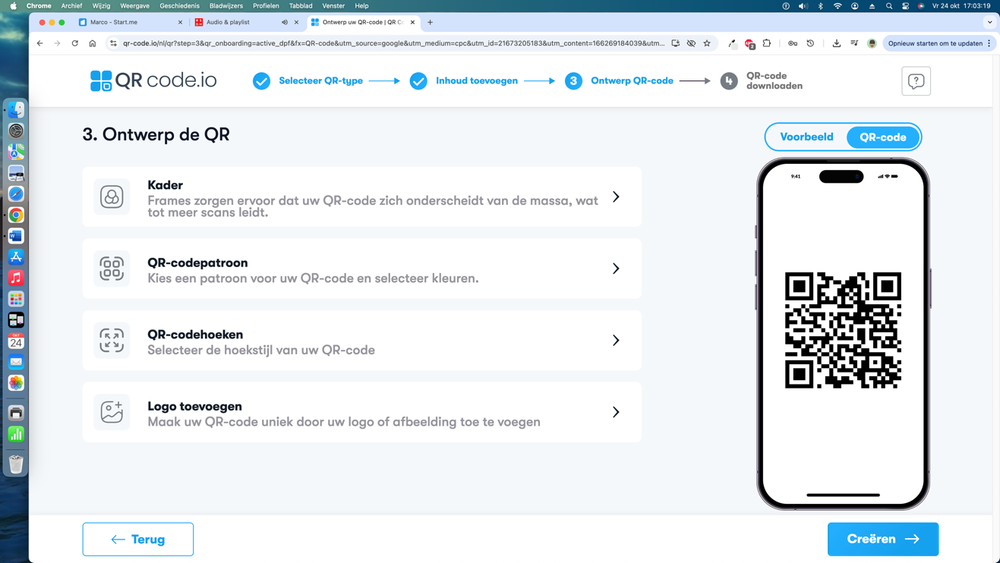 Chrome Archief Wijzig Weergave Geschiedenis Bladwijzers Profielen Tabblad Venster Help Vr 24 okt 17:03:19
Marco - Start.me Audio & playlist Ontwerp uw QR-code | QR Co
qr-code.io/nl/qr?step=3&qr_onboarding=active_dpf&fx=QR-code&utm_source=google&utm_medium=cpc&utm_id=21673205183&utm_content=166269184039&utm... 2 Opnieuw starten om te updaten
QR code.io Selecteer QR-type Inhoud toevoegen 3 Ontwerp QR-code 4 QR-code
downloaden
3. Ontwerp de QR
Voorbeeld QR-code
9:41
Kader
Frames zorgen ervoor dat uw QR-code zich onderscheidt van de massa, wat
tot meer scans leidt.
QR-codepatroon
Kies een patroon voor uw QR-code en selecteer kleuren.
QR-codehoeken
Selecteer de hoekstijl van uw QR-code
Logo toevoegen
Maak uw QR-code uniek door uw logo of afbeelding toe te voegen
OKT
24
Terug
Creëren